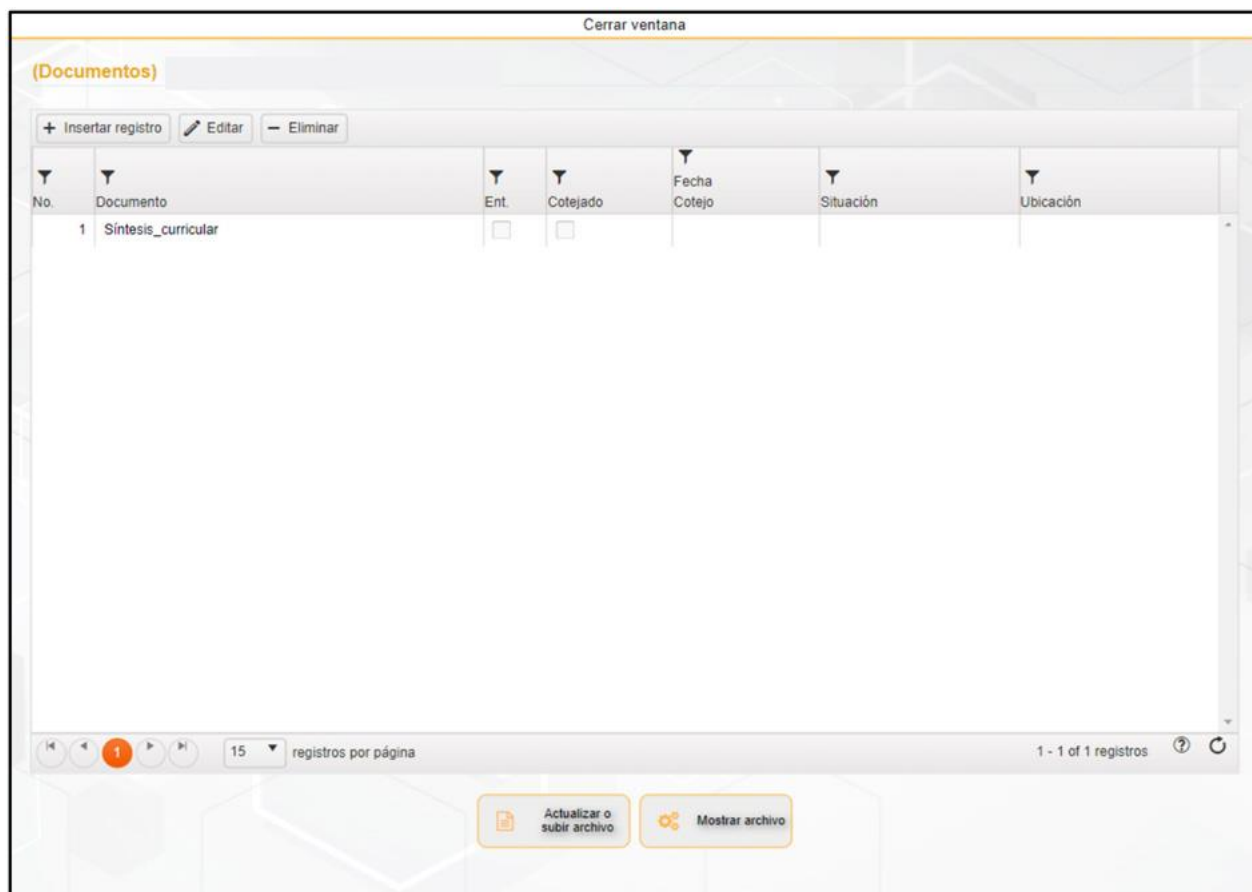 Cerrar ventana
(Documentos)
+ Insertar registro Editar − Eliminar
No. Documento Ent. Cotejado Fecha Cotejo Situación Ubicación
1 Síntesis_curricular
1 15 registros por página 1 - 1 of 1 registros ?
Actualizar o
subir archivo
Mostrar archivo